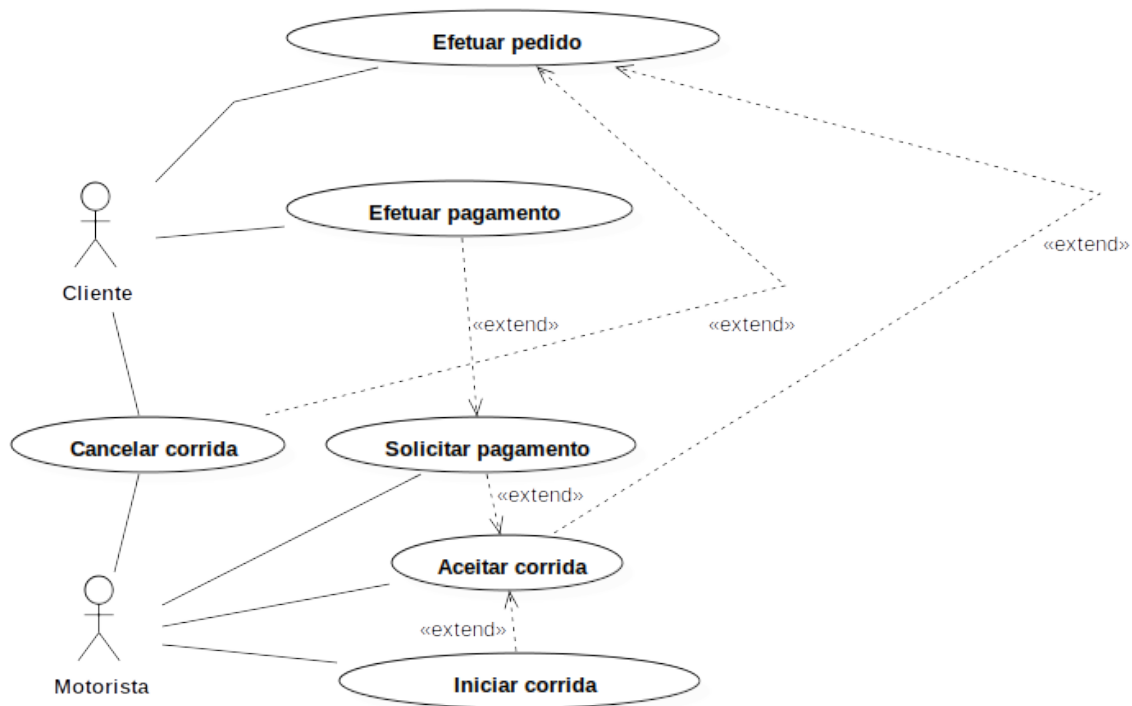 Efetuar pedido
Efetuar pagamento
«extend»
Cliente
«extend»
«extend»
Cancelar corrida
Solicitar pagamento
«extend»
Aceitar corrida
«extend»
Motorista
Iniciar corrida